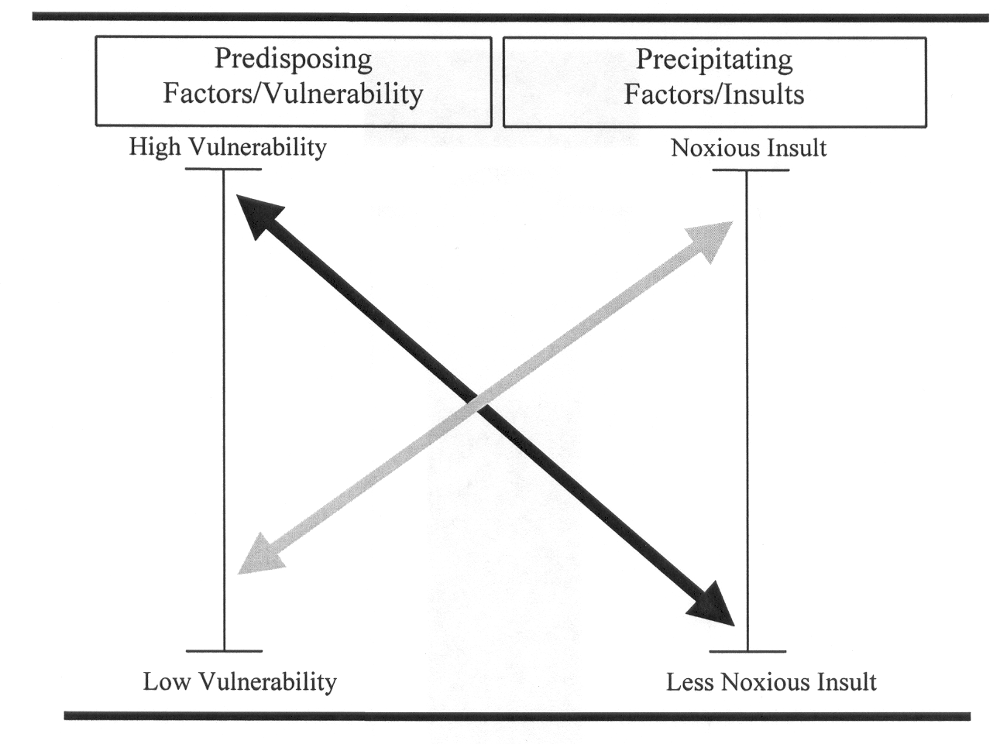 Predisposing
Factors/Vulnerability
Precipitating
Factors/Insults
High Vulnerability
Noxious Insult
Low Vulnerability
Less Noxious Insult